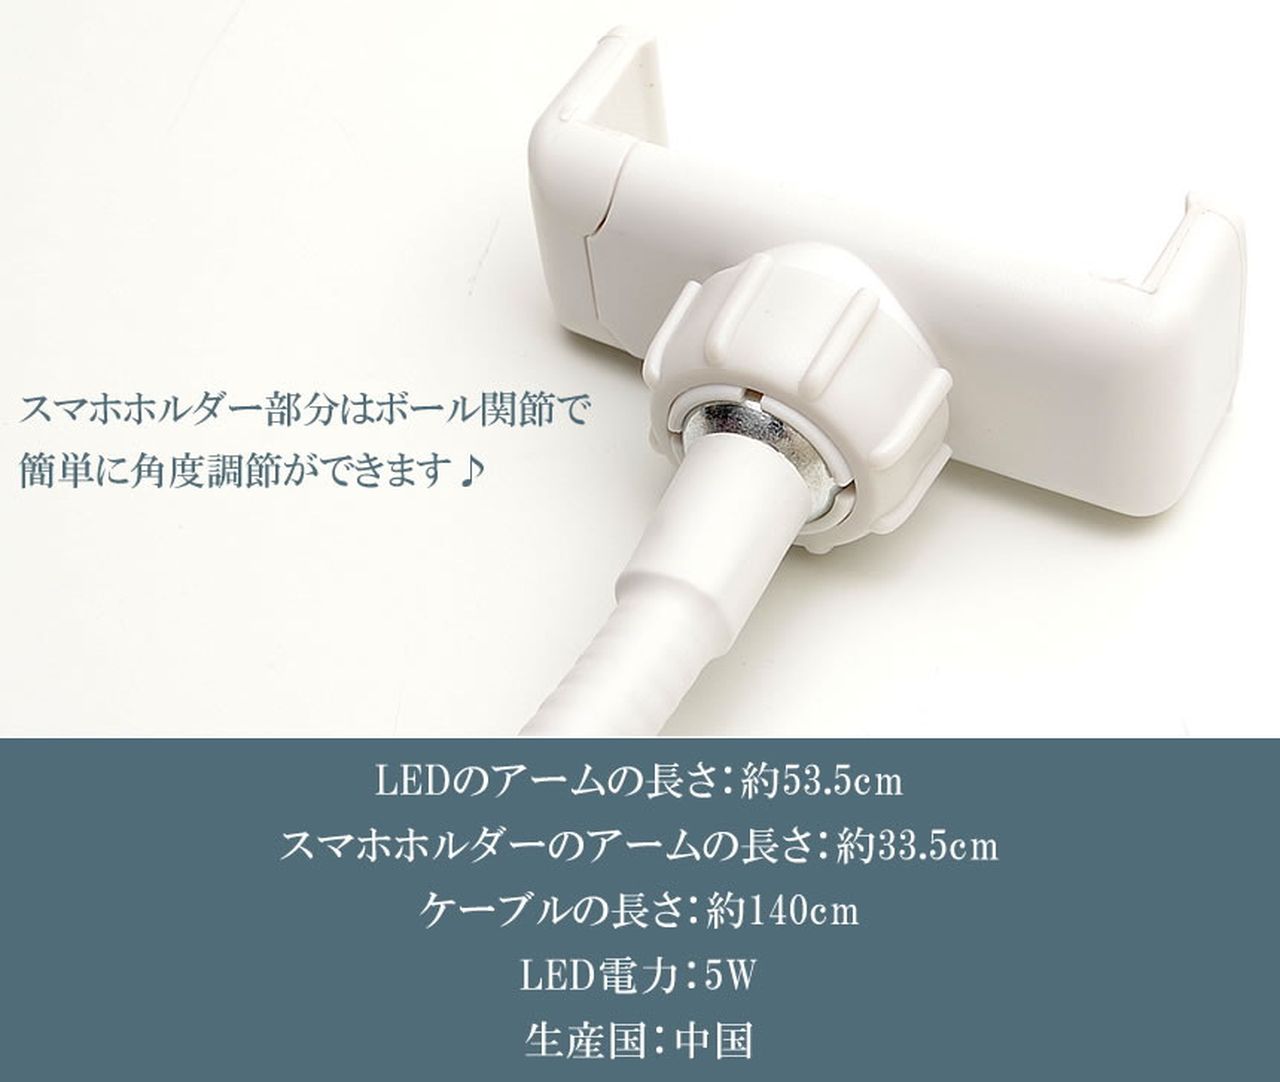 スマホホルダー部分はボール関節で
簡単に角度調節ができます♪
LEDのアームの長さ：約53.5cm
スマホホルダーのアームの長さ：約33.5cm
ケーブルの長さ：約140cm
LED電力：5W
生産国：中国